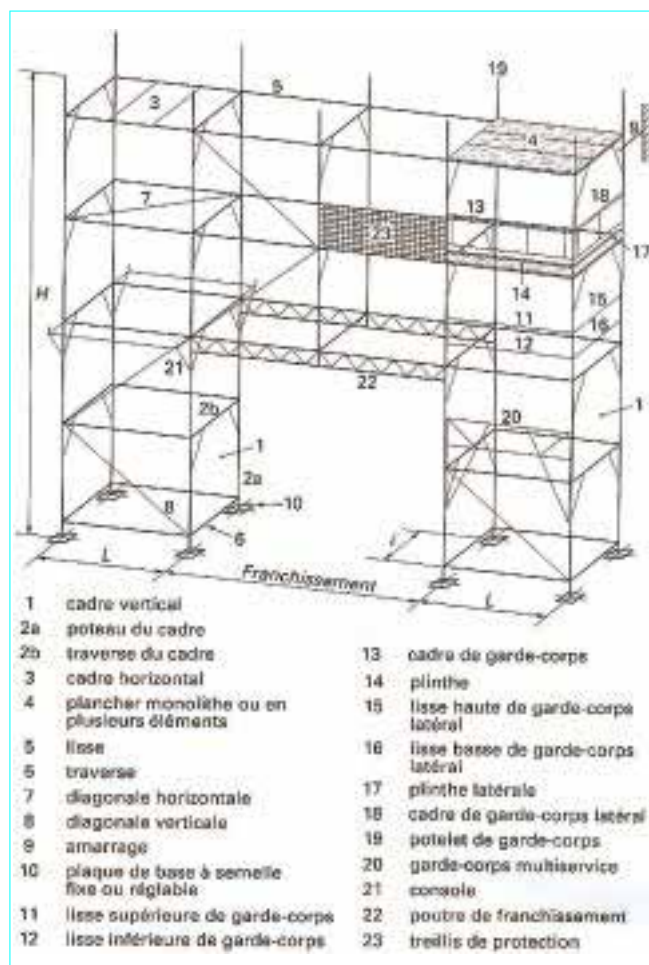 19
5
3
4
9
7
18
13
23
17
H
14
15
11
16
12
21
22
1
2b
20
1
2a
8
10
6
L
Franchissement
l
L
1 cadre vertical
2a poteau du cadre
2b traverse du cadre
3 cadre horizontal
4 plancher monolithe ou en
plusieurs éléments
5 lisse
6 traverse
7 diagonale horizontale
8 diagonale verticale
9 amarrage
10 plaque de base à semelle
fixe ou réglable
11 lisse supérieure de garde-corps
12 lisse inférieure de garde-corps
13 cadre de garde-corps
14 plinthe
15 lisse haute de garde-corps
latéral
16 lisse basse de garde-corps
latéral
17 plinthe latérale
18 cadre de garde-corps latéral
19 potelet de garde-corps
20 garde-corps multiservice
21 console
22 poutre de franchissement
23 treillis de protection